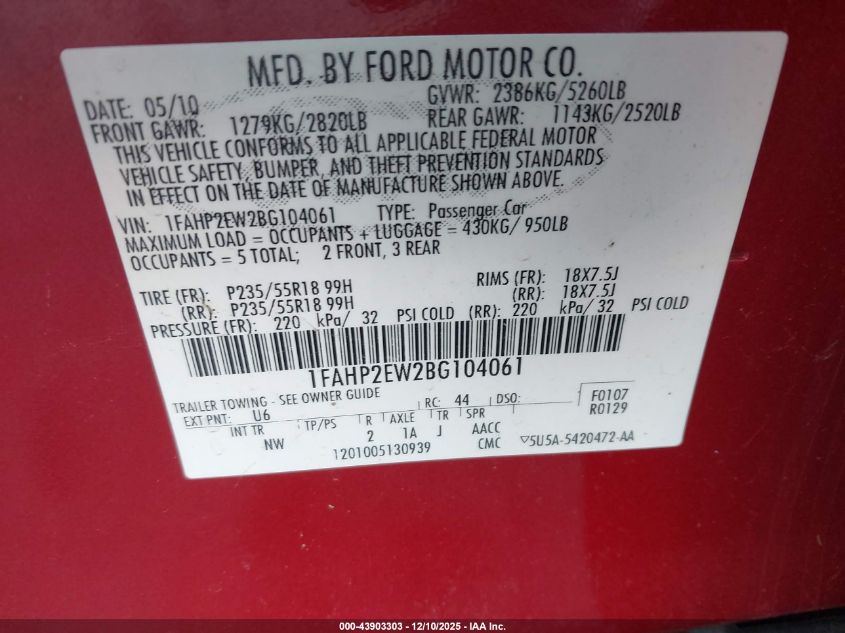 MFD. BY FORD MOTOR CO.
DATE: 05/10 GVWR: 2386KG/5260LB
FRONT GAWR: 1279KG/2820LB REAR GAWR: 1143KG/2520LB
THIS VEHICLE CONFORMS TO ALL APPLICABLE FEDERAL MOTOR
VEHICLE SAFETY, BUMPER, AND THEFT PREVENTION STANDARDS
IN EFFECT ON THE DATE OF MANUFACTURE SHOWN ABOVE.
VIN: 1FAHP2EW2BG104061 TYPE: Passenger Car
MAXIMUM LOAD = OCCUPANTS + LUGGAGE = 430KG/ 950LB
OCCUPANTS = 5 TOTAL; 2 FRONT, 3 REAR
TIRE (FR): P235/55R18 99H RIMS (FR): 18X7.5J
(RR): P235/55R18 99H (RR): 18X7.5J
PRESSURE (FR): 220 kPa/ 32 PSI COLD (RR): 220 kPa/ 32 PSI COLD
1FAHP2EW2BG104061
TRAILER TOWING - SEE OWNER GUIDE
EXT PNT: U6 RC: 44 DSO: F0107
R0129
INT TR TP/PS R AXLE TR SPR
NW 2 1A J AACC
1201005130939 CMC ▽5U5A-5420472-AA
000-43903303 - 12/10/2025 - IAA Inc.